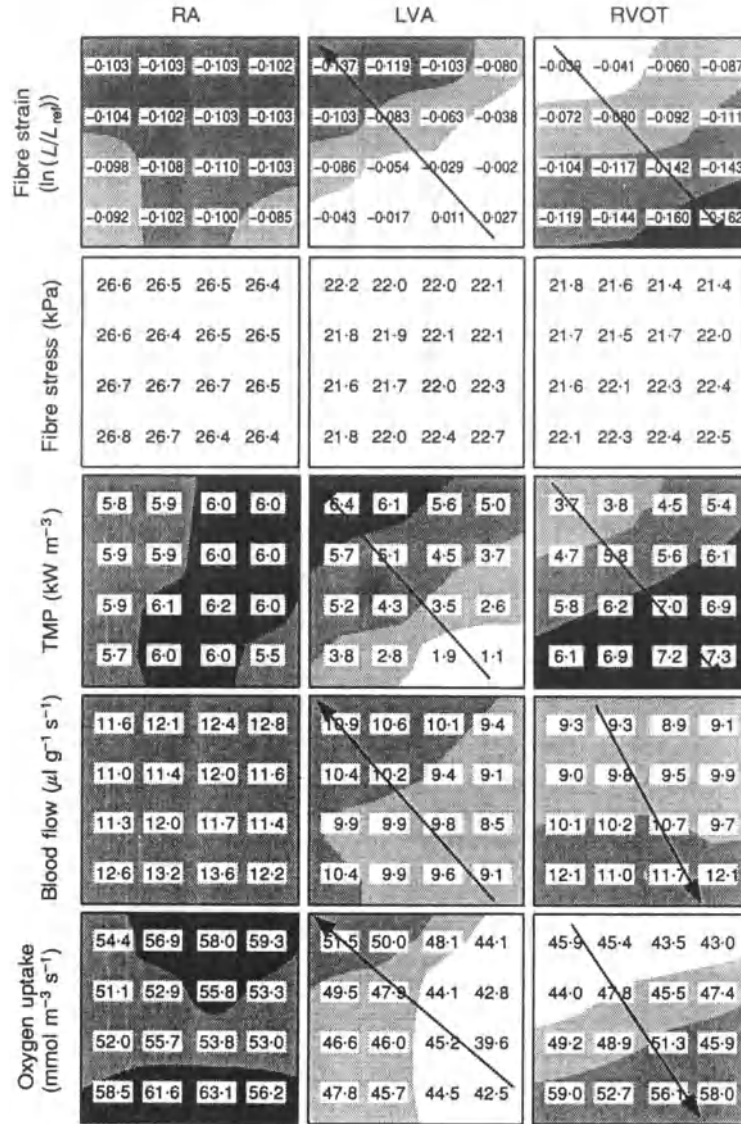 RA LVA RVOT
Fibre strain
(ln (L/Lref))
-0·103 -0·103 -0·103 -0·102 -0·137 -0·119 -0·103 -0·080 -0·039 -0·041 -0·060 -0·087
-0·104 -0·102 -0·103 -0·103 -0·103 -0·083 -0·063 -0·038 -0·072 -0·080 -0·092 -0·111
-0·098 -0·108 -0·110 -0·103 -0·086 -0·054 -0·029 -0·002 -0·104 -0·117 -0·142 -0·143
-0·092 -0·102 -0·100 -0·085 -0·043 -0·017 0·011 0·027 -0·119 -0·144 -0·160 -0·162
Fibre stress (kPa)
26·6 26·5 26·5 26·4 22·2 22·0 22·0 22·1 21·8 21·6 21·4 21·4
26·6 26·4 26·5 26·5 21·8 21·9 22·1 22·1 21·7 21·5 21·7 22·0
26·7 26·7 26·7 26·5 21·6 21·7 22·0 22·3 21·6 22·1 22·3 22·4
26·8 26·7 26·4 26·4 21·8 22·0 22·4 22·7 22·1 22·3 22·4 22·5
TMP (kW m⁻³)
5·8 5·9 6·0 6·0 6·4 6·1 5·6 5·0 3·7 3·8 4·5 5·4
5·9 5·9 6·0 6·0 5·7 5·1 4·5 3·7 4·7 5·8 5·6 6·1
5·9 6·1 6·2 6·0 5·2 4·3 3·5 2·6 5·8 6·2 7·0 6·9
5·7 6·0 6·0 5·5 3·8 2·8 1·9 1·1 6·1 6·9 7·2 7·3
Blood flow (μl g⁻¹ s⁻¹)
11·6 12·1 12·4 12·8 10·9 10·6 10·1 9·4 9·3 9·3 8·9 9·1
11·0 11·4 12·0 11·6 10·4 10·2 9·4 9·1 9·0 9·8 9·5 9·9
11·3 12·0 11·7 11·4 9·9 9·9 9·8 8·5 10·1 10·2 10·7 9·7
12·6 13·2 13·6 12·2 10·4 9·9 9·6 9·1 12·1 11·0 11·7 12·1
Oxygen uptake
(mmol m⁻³ s⁻¹)
54·4 56·9 58·0 59·3 51·5 50·0 48·1 44·1 45·9 45·4 43·5 43·0
51·1 52·9 55·8 53·3 49·5 47·9 44·1 42·8 44·0 47·8 45·5 47·4
52·0 55·7 53·8 53·0 46·6 46·0 45·2 39·6 49·2 48·9 51·3 45·9
58·5 61·6 63·1 56·2 47·8 45·7 44·5 42·5 59·0 52·7 56·1 58·0